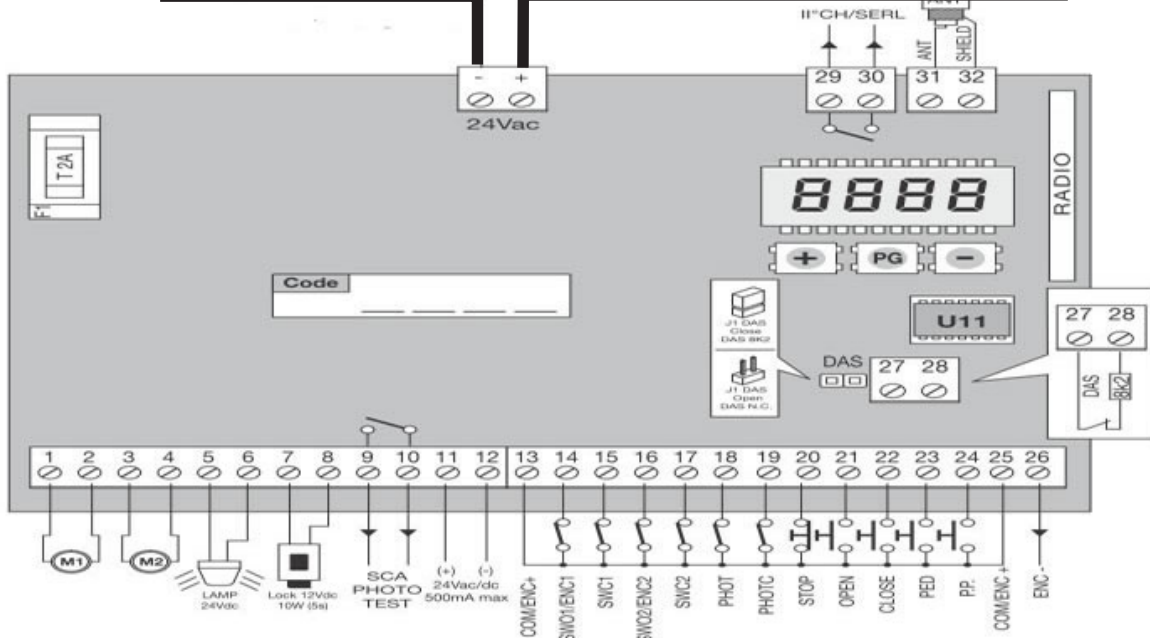 II°CH/SERL
ANT
ANT
SHIELD
- +
29 30
31 32
24Vac
T 2A
F1
8888
RADIO
+ PG -
Code
U11
J1 DAS
Close
DAS 8K2
J1 DAS
Open
DAS N.C.
DAS
27 28
27 28
DAS
8k2
1 2 3 4 5 6 7 8 9 10 11 12 13 14 15 16 17 18 19 20 21 22 23 24 25 26
M1
M2
LAMP
24Vdc
Lock 12Vdc
10W (5s)
SCA
PHOTO
TEST
(+) (-)
24Vac/dc
500mA max
COM/ENC+
SWO1/ENC1
SWC1
SWO2/ENC2
SWC2
PHOT
PHOTC
STOP
OPEN
CLOSE
PED
P.P.
COM/ENC +
ENC -